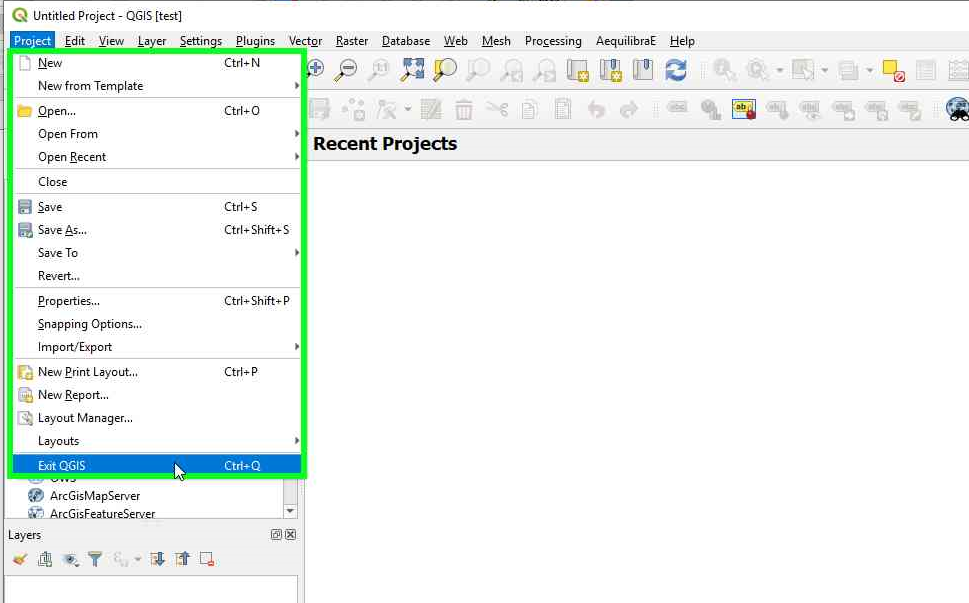 Untitled Project - QGIS [test]
Project Edit View Layer Settings Plugins Vector Raster Database Web Mesh Processing AequilibraE Help
New Ctrl+N
New from Template
Open... Ctrl+O
Open From
Open Recent
Close
Save Ctrl+S
Save As... Ctrl+Shift+S
Save To
Revert...
Properties... Ctrl+Shift+P
Snapping Options...
Import/Export
New Print Layout... Ctrl+P
New Report...
Layout Manager...
Layouts
Exit QGIS Ctrl+Q
Recent Projects
ArcGisMapServer
ArcGisFeatureServer
Layers